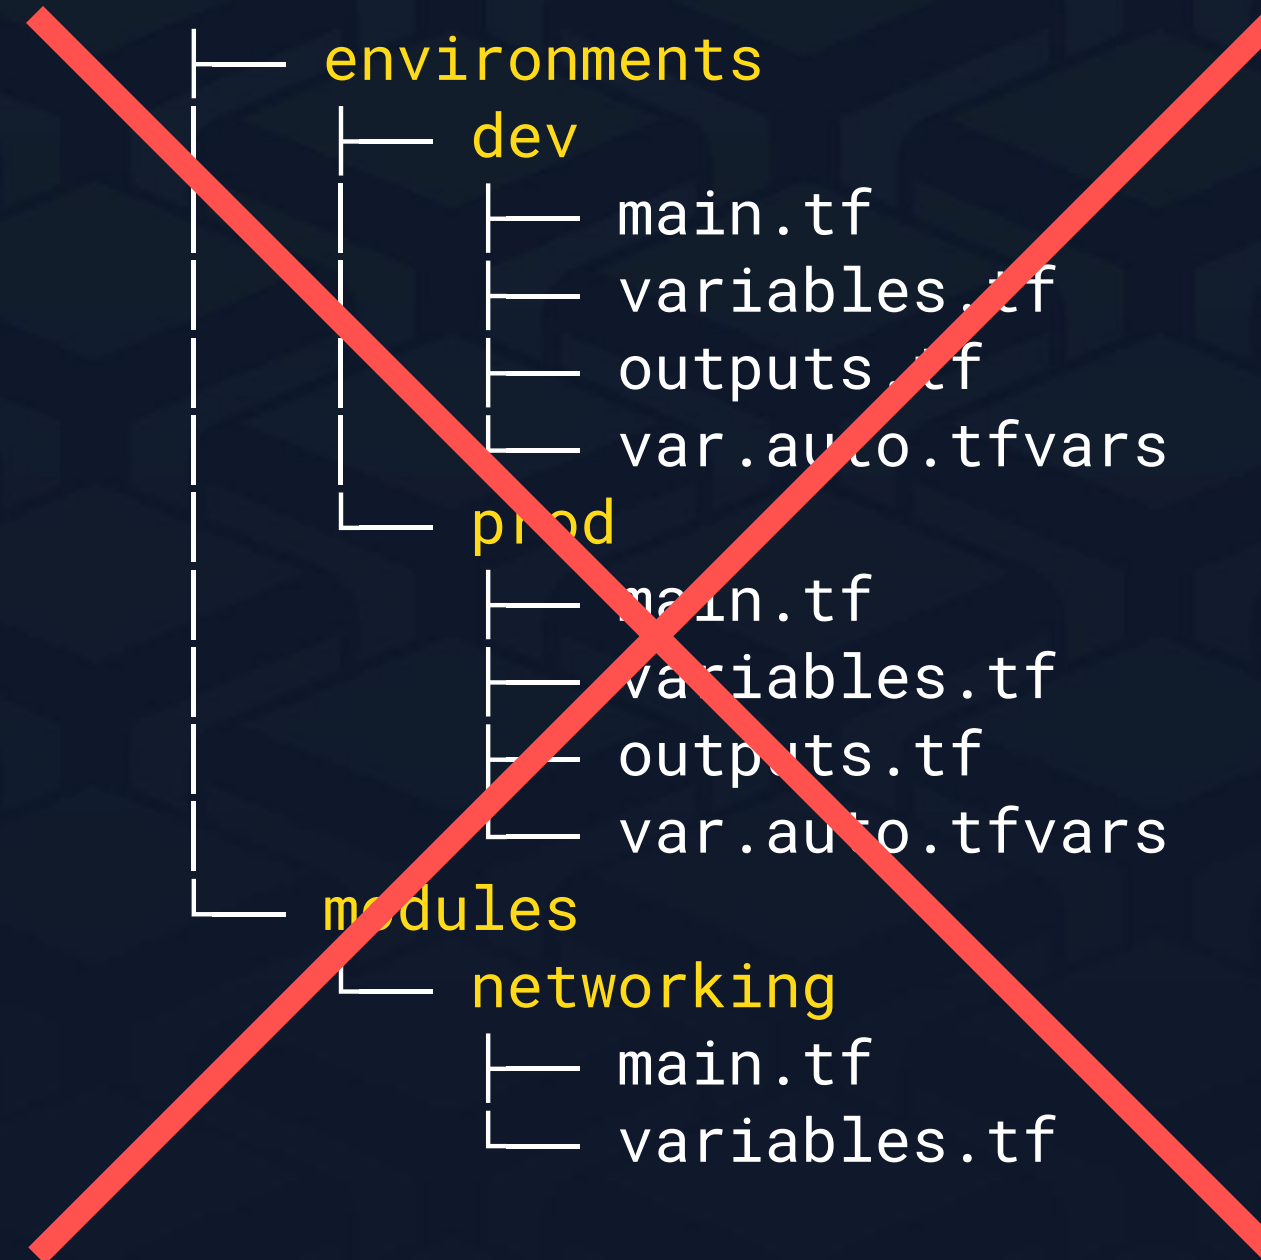 environments
dev
main.tf
variables.tf
outputs.tf
var.auto.tfvars
prod
main.tf
variables.tf
outputs.tf
var.auto.tfvars
modules
networking
main.tf
variables.tf